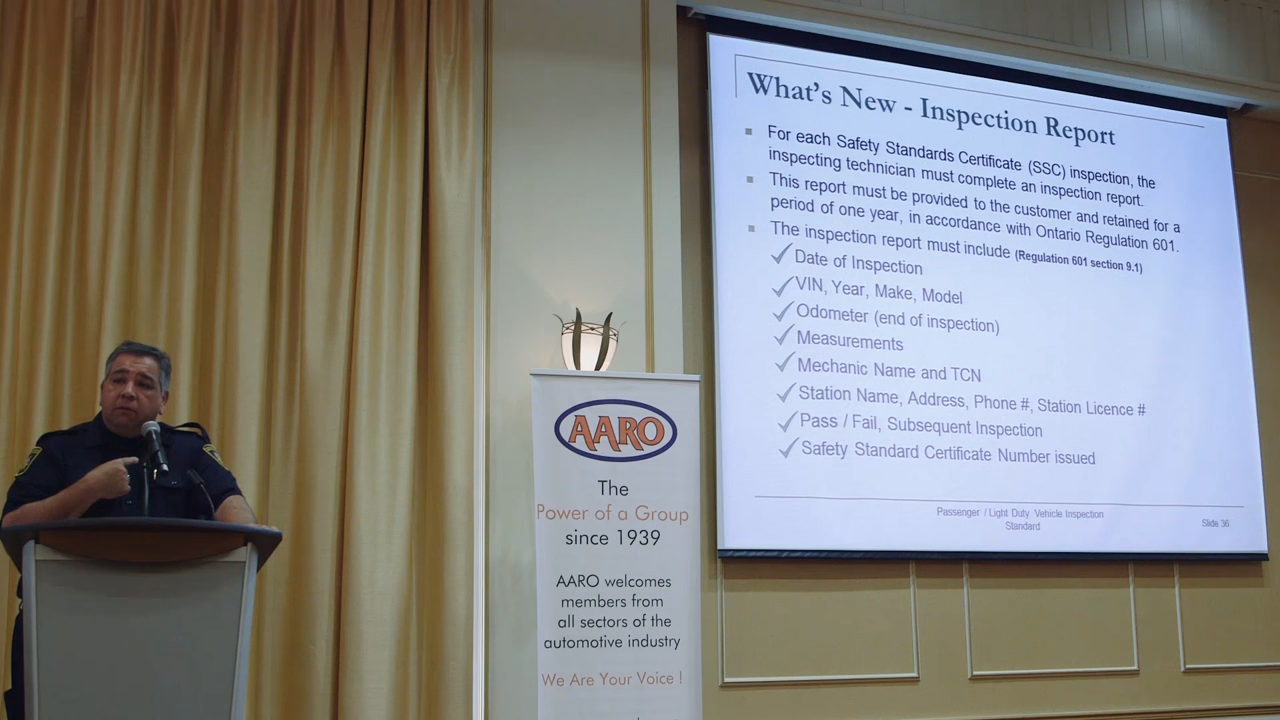 AARO
The
Power of a Group
since 1939
AARO welcomes
members from
all sectors of the
automotive industry
We Are Your Voice !
What's New - Inspection Report
For each Safety Standards Certificate (SSC) inspection, the
inspecting technician must complete an inspection report.
This report must be provided to the customer and retained for a
period of one year, in accordance with Ontario Regulation 601.
The inspection report must include (Regulation 601 section 9.1)
Date of Inspection
VIN, Year, Make, Model
Odometer (end of inspection)
Measurements
Mechanic Name and TCN
Station Name, Address, Phone #, Station Licence #
Pass / Fail, Subsequent Inspection
Safety Standard Certificate Number issued
Passenger / Light Duty Vehicle Inspection
Standard
Slide 36